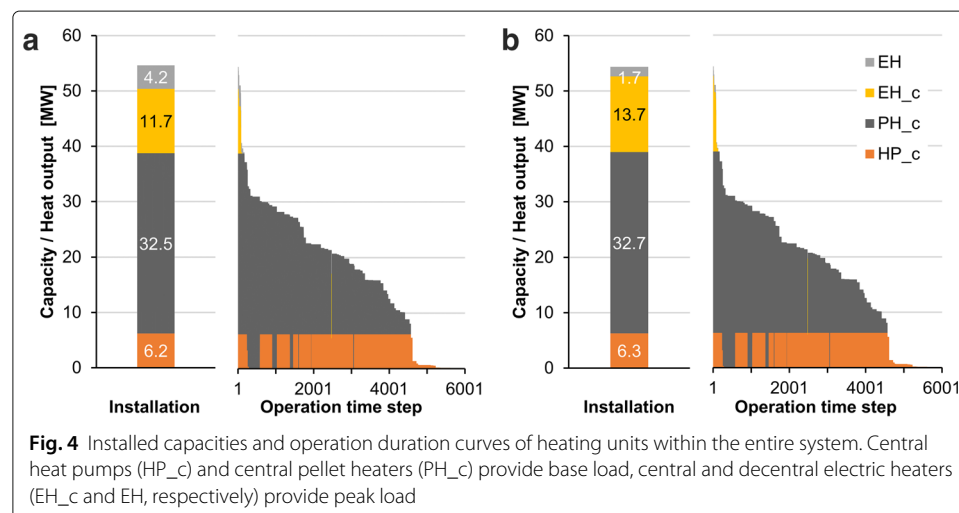 a
60
50
40
30
20
10
0
Capacity / Heat output [MW]
4.2
11.7
32.5
6.2
Installation
1 2001 4001 6001
Operation time step
b
60
50
40
30
20
10
0
Capacity / Heat output [MW]
1.7
13.7
32.7
6.3
Installation
1 2001 4001 6001
Operation time step
EH
EH_c
PH_c
HP_c
Fig. 4 Installed capacities and operation duration curves of heating units within the entire system. Central
heat pumps (HP_c) and central pellet heaters (PH_c) provide base load, central and decentral electric heaters
(EH_c and EH, respectively) provide peak load